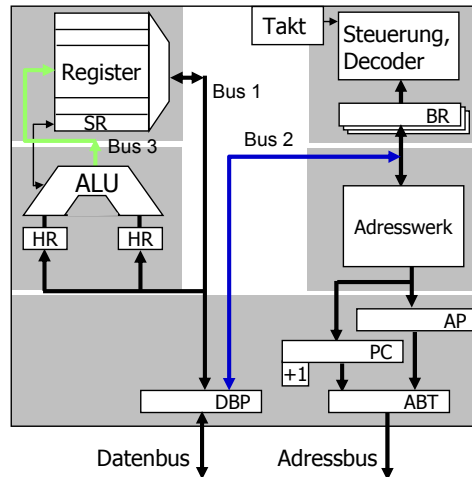 Takt
Steuerung,
Decoder
Register
Bus 1
SR
BR
Bus 3
Bus 2
ALU
HR
HR
Adresswerk
AP
PC
+1
DBP
ABT
Datenbus
Adressbus